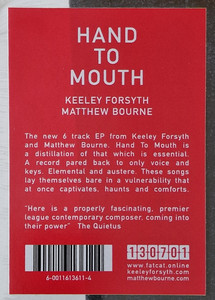 HAND
TO
MOUTH
KEELEY FORSYTH
MATTHEW BOURNE
The new 6 track EP from Keeley Forsyth
and Matthew Bourne. Hand To Mouth is
a distillation of that which is essential.
A record pared back to only voice and
keys. Elemental and austere. These songs
lay themselves bare in a vulnerability that
at once captivates, haunts and comforts.
"Here is a properly fascinating, premier
league contemporary composer, coming into
their power" The Quietus
130701
www.fatcat.online
keeleyforsyth.com
matthewbourne.com
6-0011613611-4